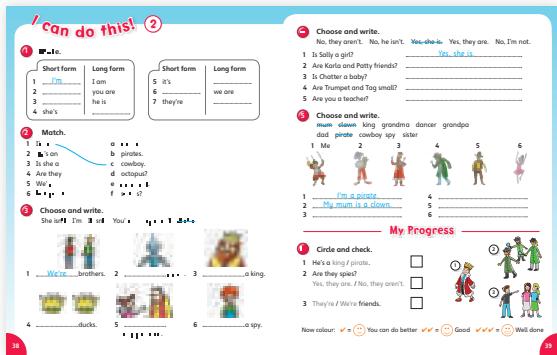 I can do this! 2
1
Short form Long form
1 I'm I am
2 you are
3 he is
4 she's
Short form Long form
5 it's
6 we are
7 they're
2 Match.
1
2 's an
3 Is she a
4 Are they
5
6
a
b pirates.
c cowboy.
d octopus?
e
f
3 Choose and write.
She isn't I'm
1 We're brothers.
2
3 a king.
4 ducks.
5
6 a spy.
38
Choose and write.
No, they aren't. No, he isn't. Yes, she is. Yes, they are. No, I'm not.
1 Is Sally a girl? Yes, she is.
2 Are Karla and Patty friends?
3 Is Chatter a baby?
4 Are Trumpet and Tag small?
5 Are you a teacher?
5 Choose and write.
mum clown king grandma dancer grandpa
dad pirate cowboy spy sister
1 Me 2 3 4 5 6
1 I'm a pirate.
2 My mum is a clown.
3
4
5
6
My Progress
Circle and check.
1 He's a king / pirate.
2 Are they spies?
Yes, they are. / No, they aren't.
3 They're / We're friends.
1
2
3
Now colour: ✓ = You can do better ✓✓ = Good ✓✓✓ = Well done
39